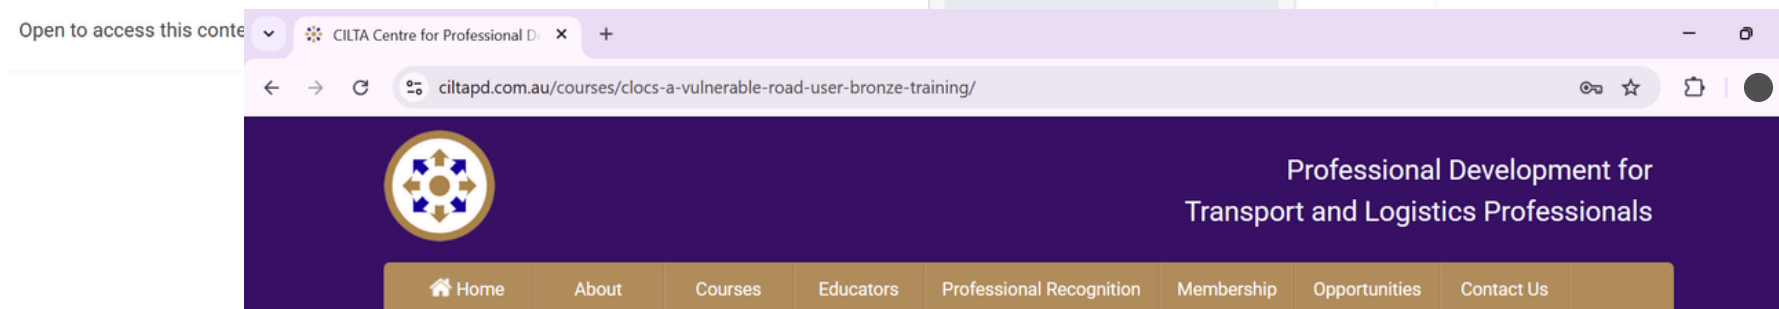 Open to access this conte
CILTA Centre for Professional D
ciltapd.com.au/courses/clocs-a-vulnerable-road-user-bronze-training/
Professional Development for
Transport and Logistics Professionals
Home About Courses Educators Professional Recognition Membership Opportunities Contact Us